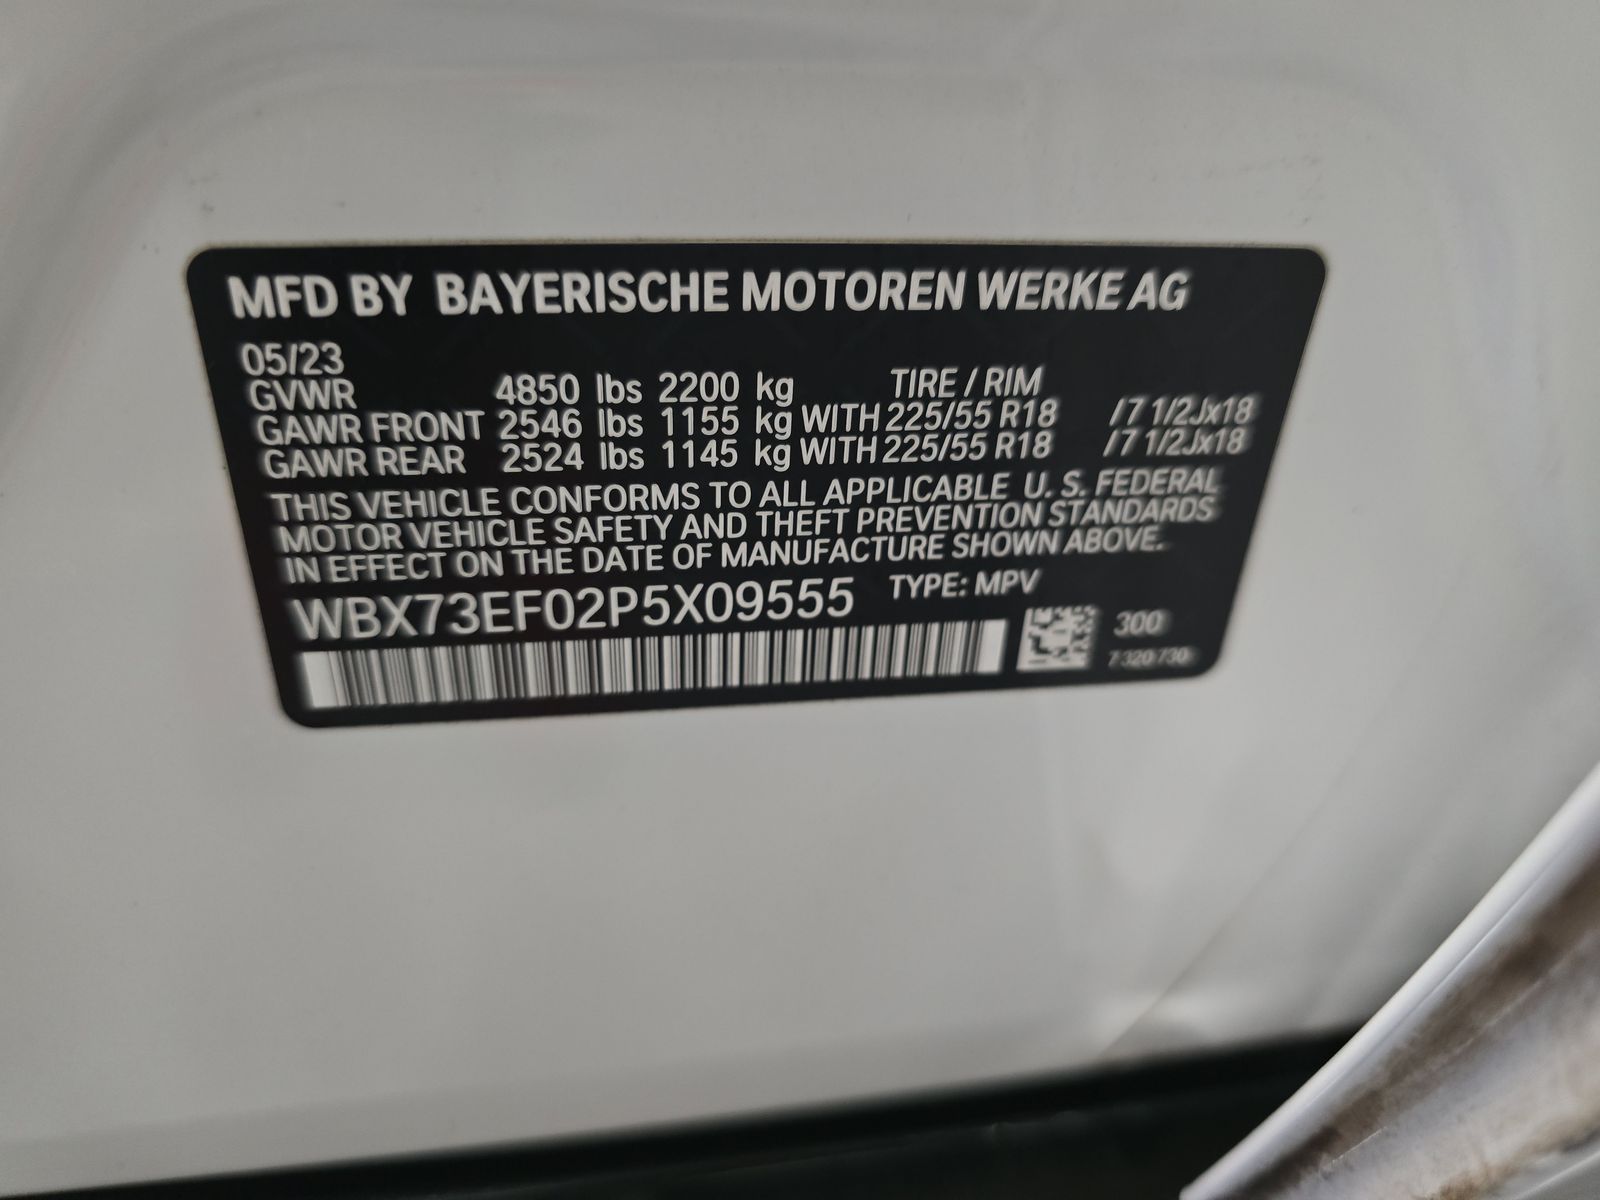 MFD BY BAYERISCHE MOTOREN WERKE AG
05/23
GVWR 4850 lbs 2200 kg TIRE / RIM
GAWR FRONT 2546 lbs 1155 kg WITH 225/55 R18 /7 1/2Jx18
GAWR REAR 2524 lbs 1145 kg WITH 225/55 R18 /7 1/2Jx18
THIS VEHICLE CONFORMS TO ALL APPLICABLE U. S. FEDERAL
MOTOR VEHICLE SAFETY AND THEFT PREVENTION STANDARDS
IN EFFECT ON THE DATE OF MANUFACTURE SHOWN ABOVE.
WBX73EF02P5X09555 TYPE: MPV
300
7 320 730